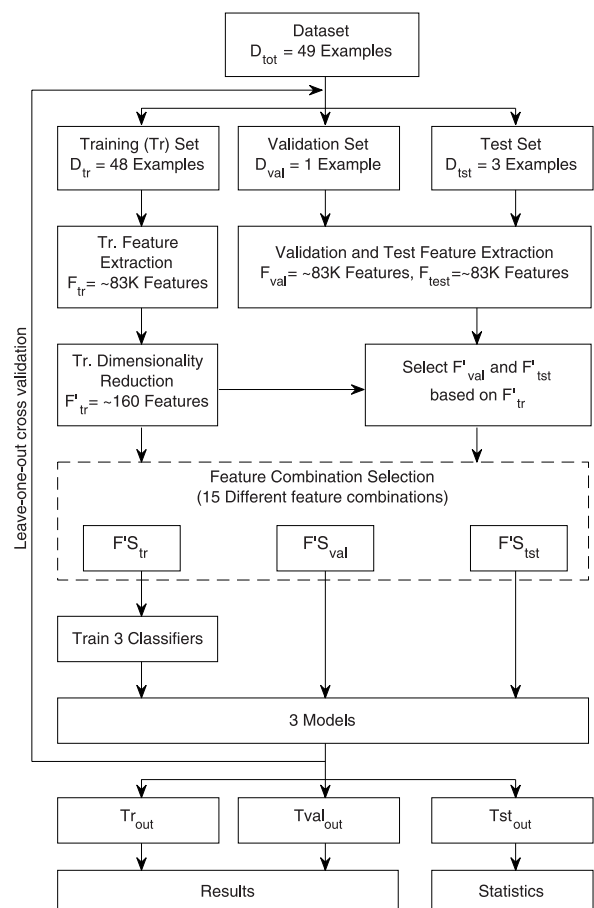 Dataset
D_tot = 49 Examples
Training (Tr) Set
D_tr = 48 Examples
Validation Set
D_val = 1 Example
Test Set
D_tst = 3 Examples
Tr. Feature
Extraction
F_tr = ~83K Features
Validation and Test Feature Extraction
F_val = ~83K Features, F_test=~83K Features
Tr. Dimensionality
Reduction
F'_tr = ~160 Features
Select F'_val and F'_tst
based on F'_tr
Leave-one-out cross validation
Feature Combination Selection
(15 Different feature combinations)
F'S_tr
F'S_val
F'S_tst
Train 3 Classifiers
3 Models
Tr_out
Tval_out
Tst_out
Results
Statistics